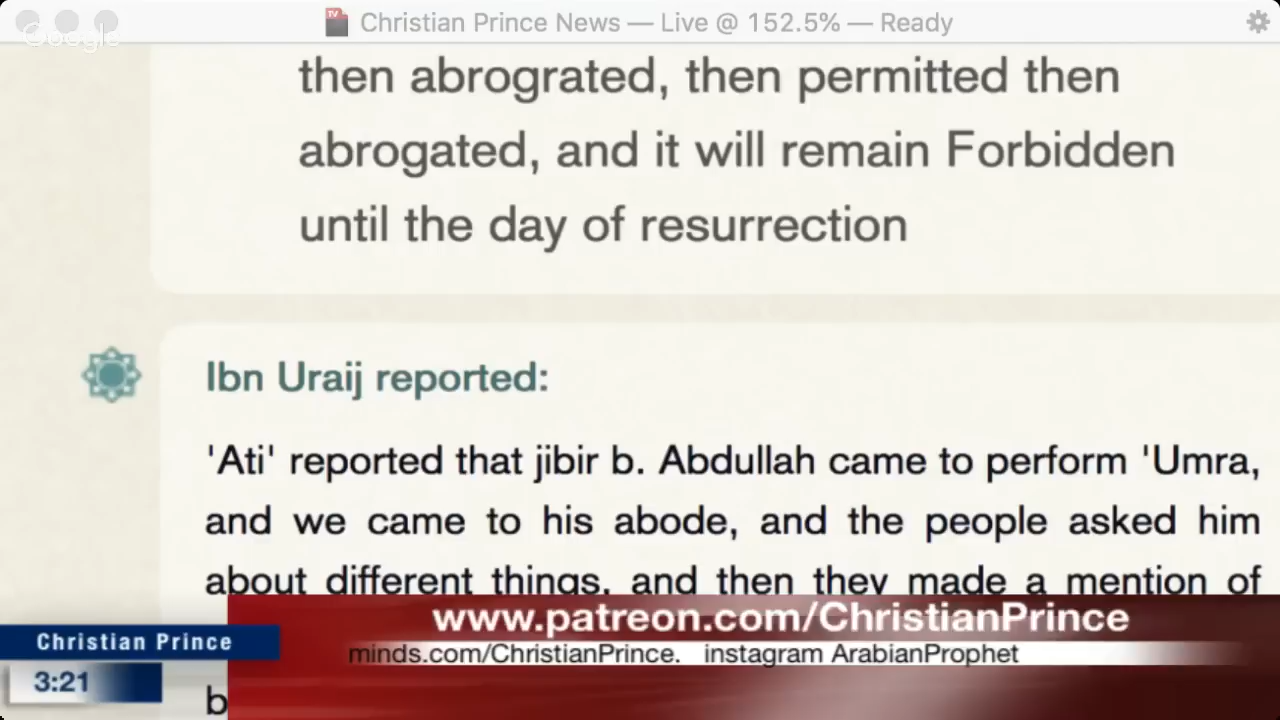 Christian Prince News — Live @ 152.5% — Ready
Google
then abrograted, then permitted then
abrogated, and it will remain Forbidden
until the day of resurrection
Ibn Uraij reported:
'Ati' reported that jibir b. Abdullah came to perform 'Umra,
and we came to his abode, and the people asked him
about different things, and then they made a mention of
www.patreon.com/ChristianPrince
Christian Prince
minds.com/ChristianPrince. instagram ArabianProphet
3:21
b